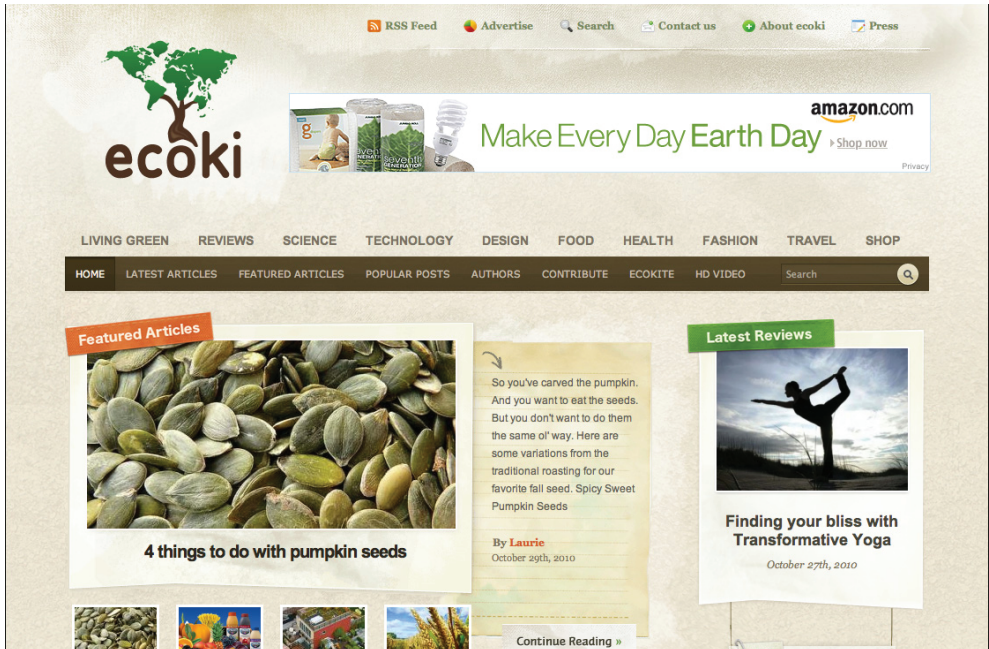 RSS Feed Advertise Search Contact us About ecoki Press
ecoki
amazon.com
Make Every Day Earth Day
Shop now
Privacy
LIVING GREEN REVIEWS SCIENCE TECHNOLOGY DESIGN FOOD HEALTH FASHION TRAVEL SHOP
HOME LATEST ARTICLES FEATURED ARTICLES POPULAR POSTS AUTHORS CONTRIBUTE ECOKITE HD VIDEO Search
Featured Articles
4 things to do with pumpkin seeds
So you've carved the pumpkin.
And you want to eat the seeds.
But you don't want to do them
the same ol' way. Here are
some variations from the
traditional roasting for our
favorite fall seed. Spicy Sweet
Pumpkin Seeds
By Laurie
October 29th, 2010
Continue Reading »
Latest Reviews
Finding your bliss with
Transformative Yoga
October 27th, 2010